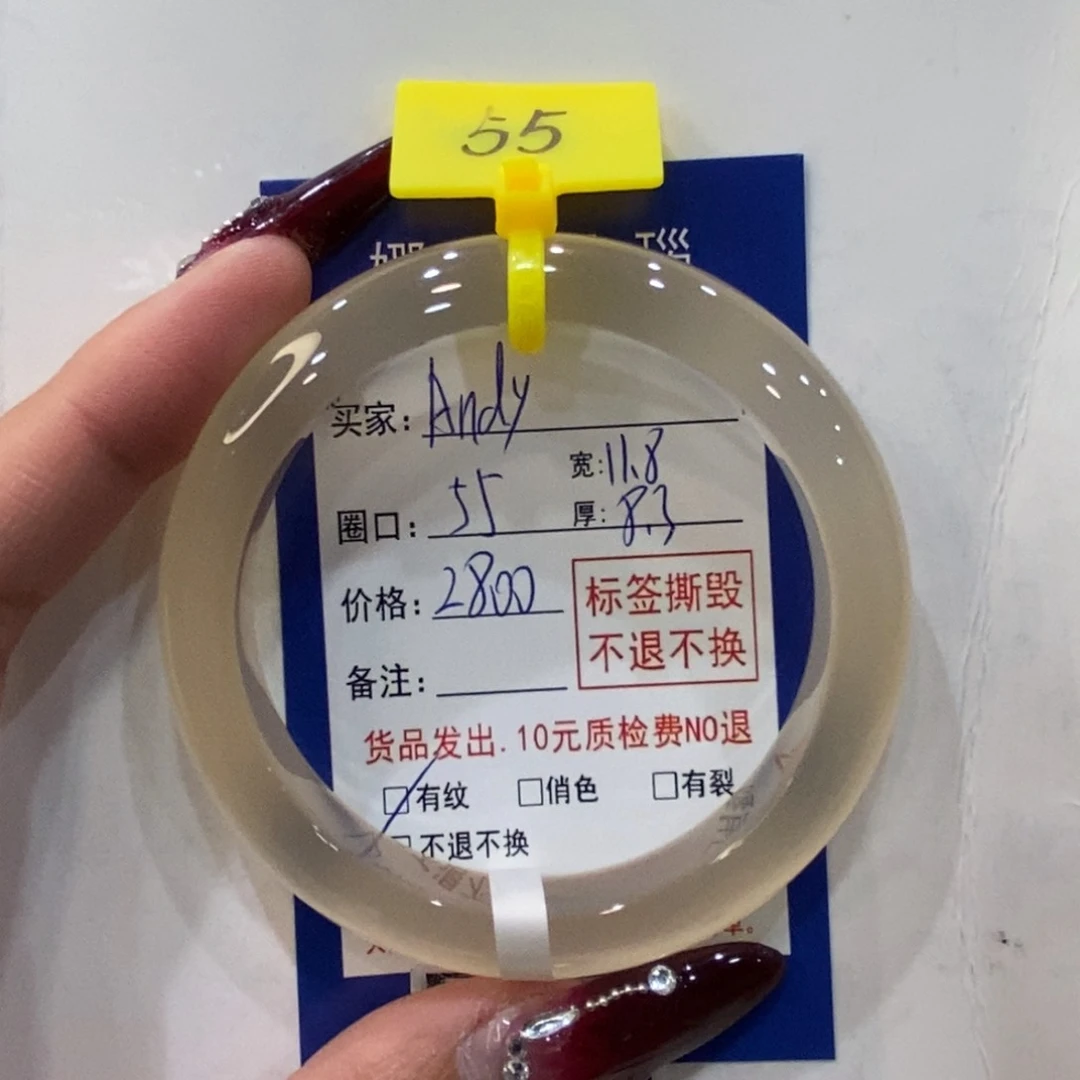 55
买家: Andy
宽: 11.8
圈口: 55
厚: 8.3
价格: 2800
标签撕毁
不退不换
备注:
货品发出.10元质检费NO退
□有纹 □俏色 □有裂
□不退不换